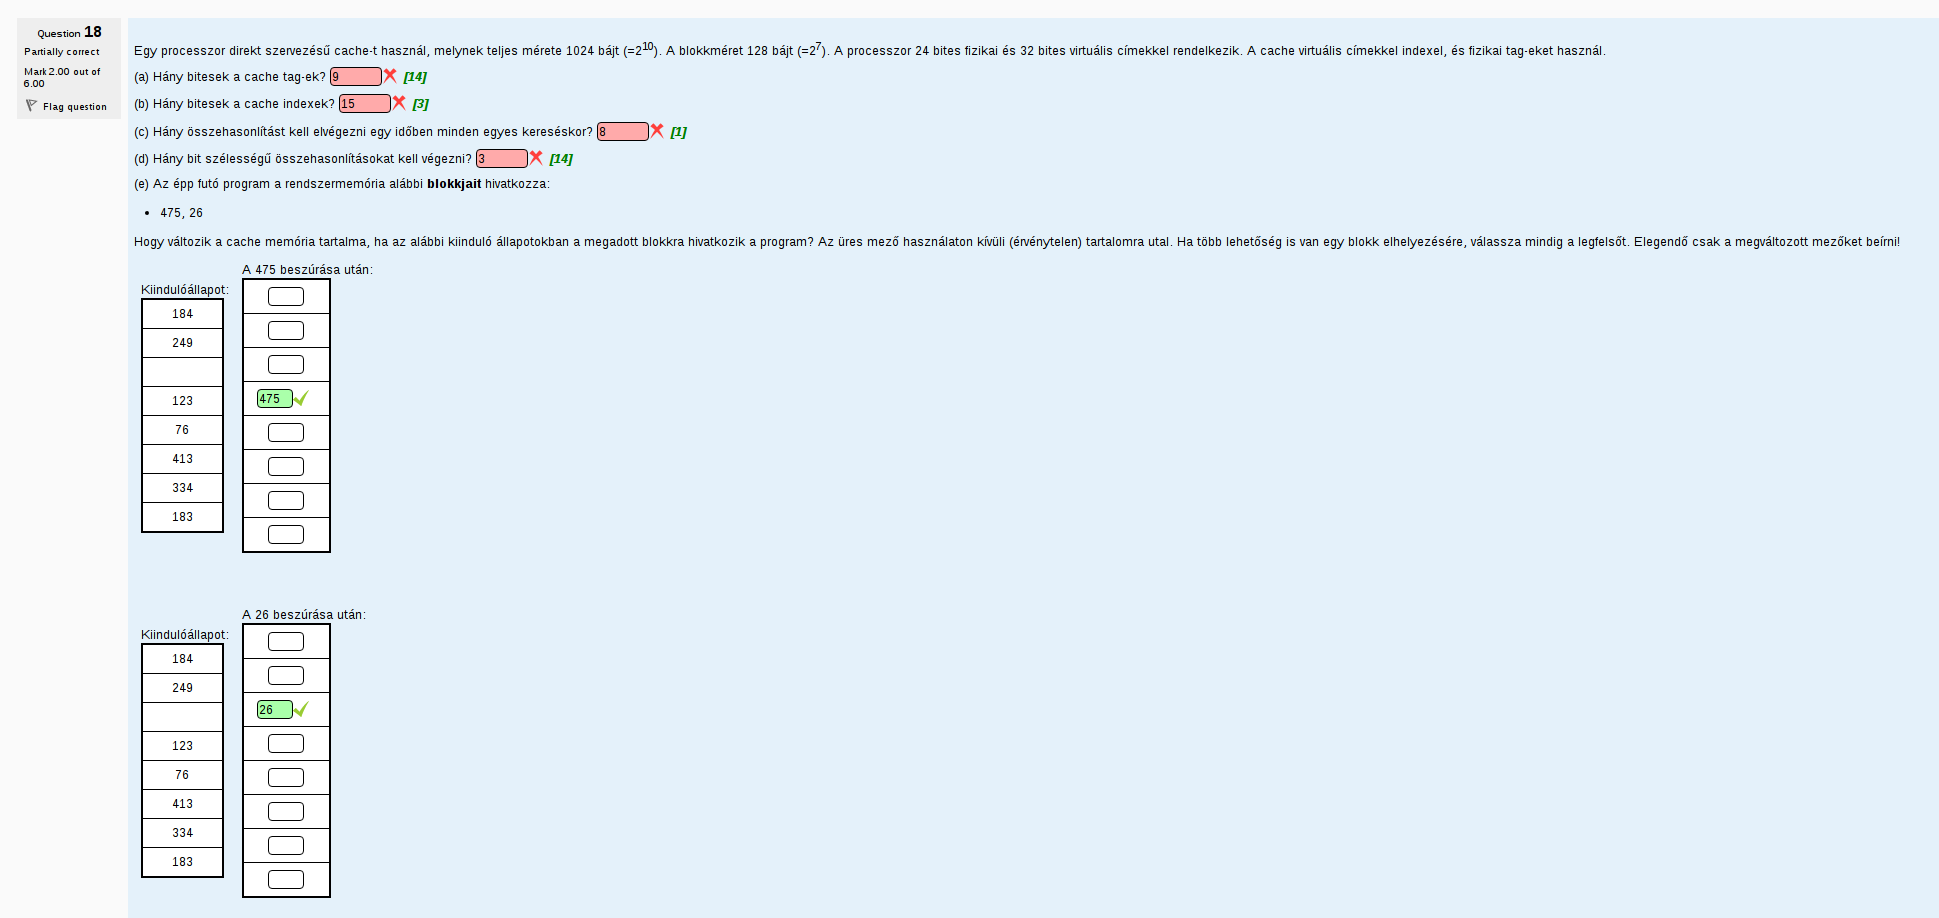 Question 18
Partially correct
Mark 2.00 out of
6.00
Flag question
Egy processzor direkt szervezésű cache-t használ, melynek teljes mérete 1024 bájt (=2^10). A blokkméret 128 bájt (=2^7). A processzor 24 bites fizikai és 32 bites virtuális címekkel rendelkezik. A cache virtuális címekkel indexel, és fizikai tag-eket használ.
(a) Hány bitesek a cache tag-ek? 9 [14]
(b) Hány bitesek a cache indexek? 15 [3]
(c) Hány összehasonlítást kell elvégezni egy időben minden egyes kereséskor? 8 [1]
(d) Hány bit szélességű összehasonlításokat kell végezni? 3 [14]
(e) Az épp futó program a rendszermemória alábbi blokkjait hivatkozza:
• 475, 26
Hogy változik a cache memória tartalma, ha az alábbi kiinduló állapotokban a megadott blokkra hivatkozik a program? Az üres mező használaton kívüli (érvénytelen) tartalomra utal. Ha több lehetőség is van egy blokk elhelyezésére, válassza mindig a legfelsőt. Elegendő csak a megváltozott mezőket beírni!
Kiindulóállapot:
184
249
123
76
413
334
183
A 475 beszúrása után:
475
Kiindulóállapot:
184
249
123
76
413
334
183
A 26 beszúrása után:
26